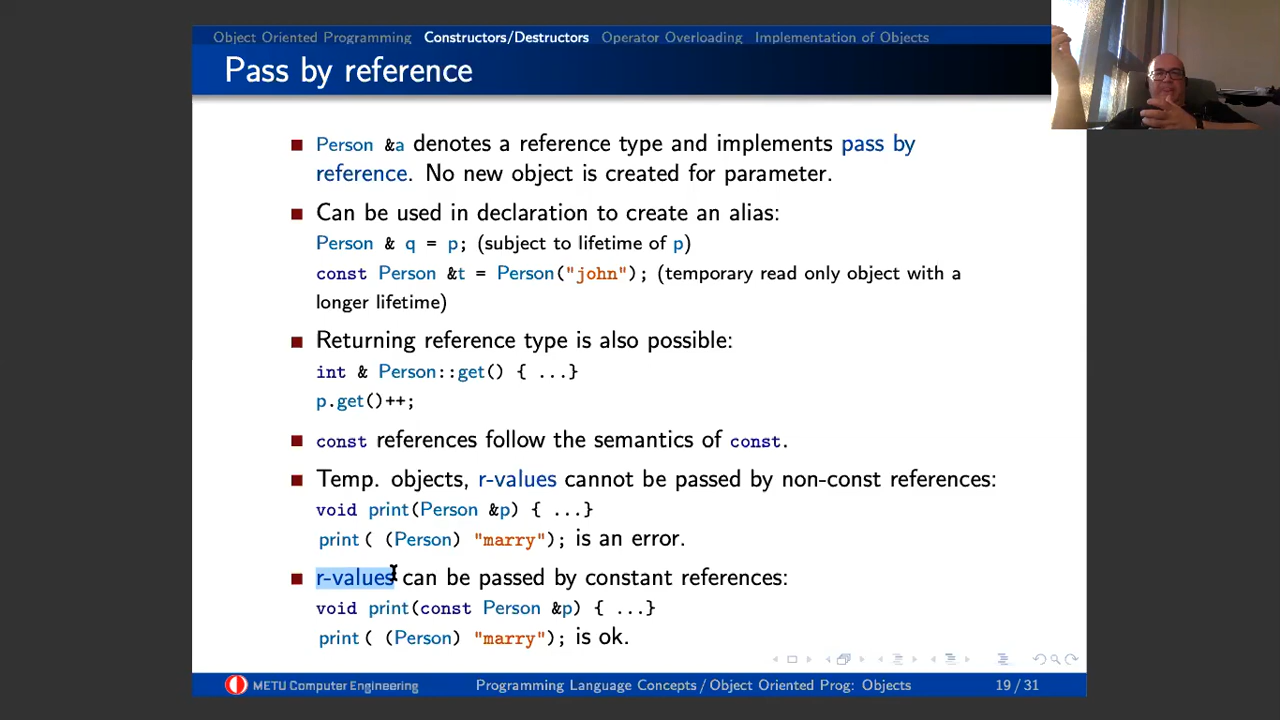 Object Oriented Programming Constructors/Destructors Operator Overloading Implementation of Objects
Pass by reference
Person &a denotes a reference type and implements pass by
reference. No new object is created for parameter.
Can be used in declaration to create an alias:
Person & q = p; (subject to lifetime of p)
const Person &t = Person("john"); (temporary read only object with a
longer lifetime)
Returning reference type is also possible:
int & Person::get() { ...}
p.get()++;
const references follow the semantics of const.
Temp. objects, r-values cannot be passed by non-const references:
void print(Person &p) { ...}
print ( (Person) "marry"); is an error.
r-values can be passed by constant references:
void print(const Person &p) { ...}
print ( (Person) "marry"); is ok.
METU Computer Engineering Programming Language Concepts / Object Oriented Prog: Objects 19 / 31